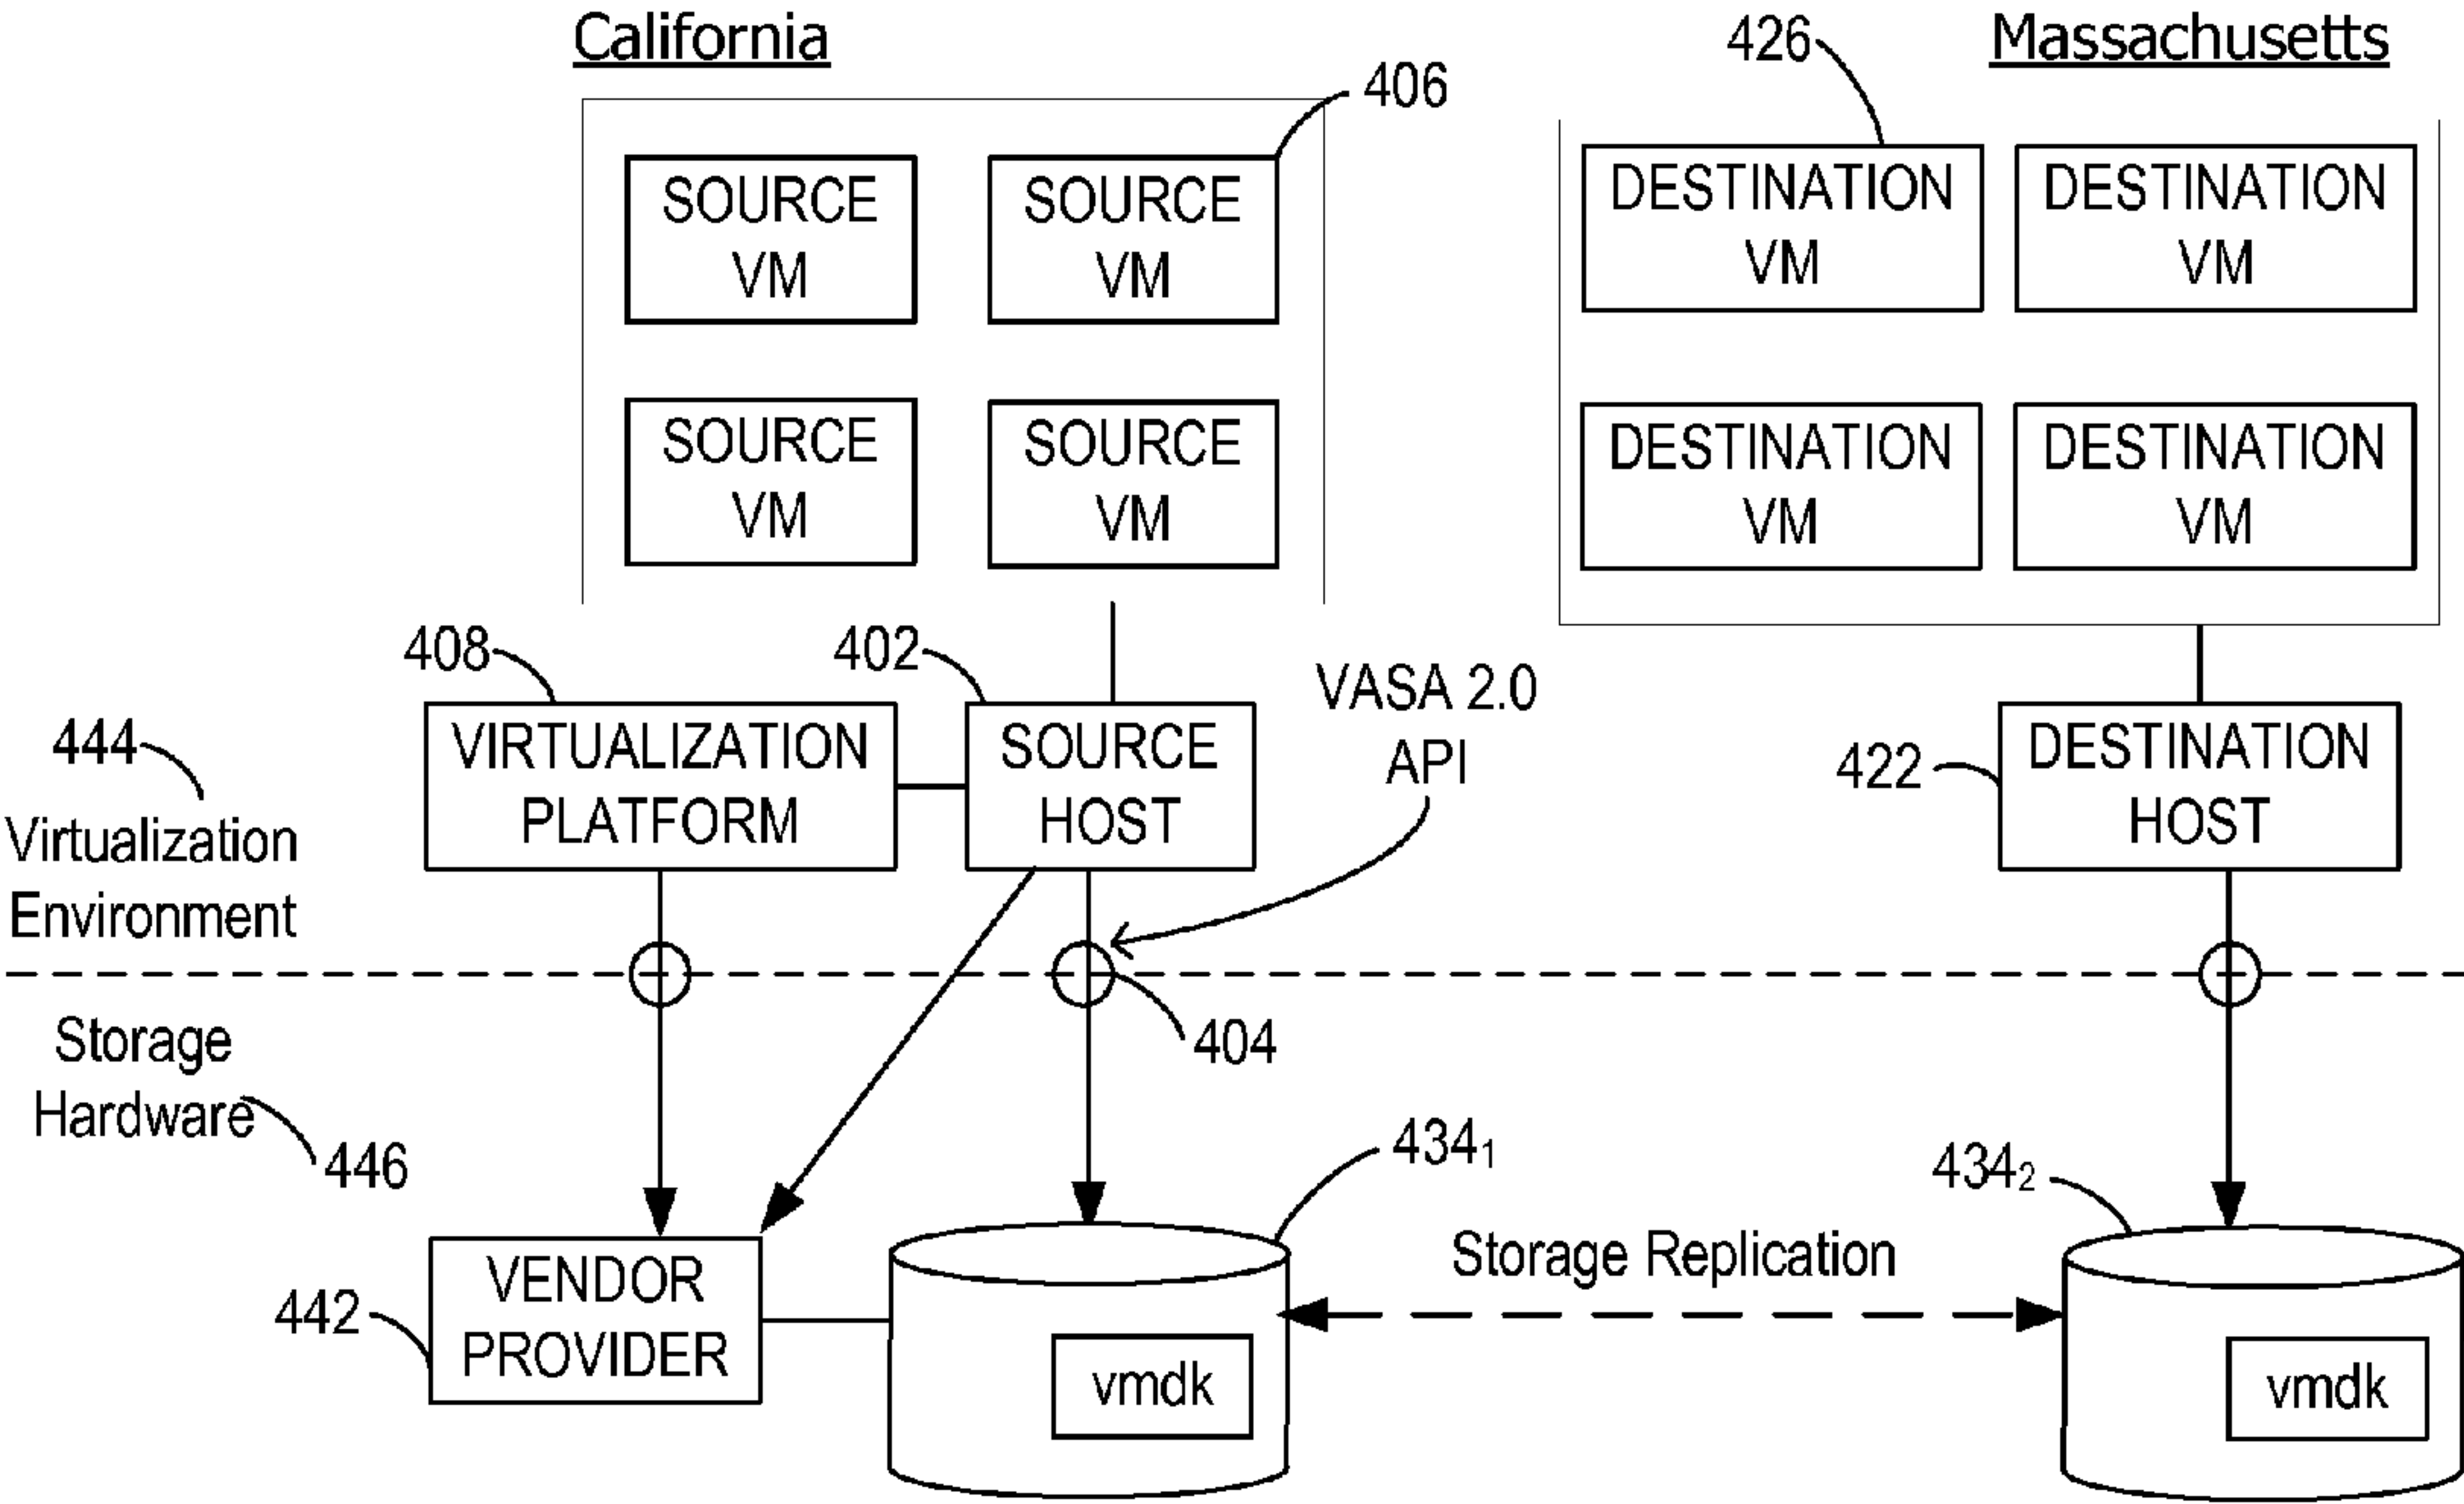 California
426
Massachusetts
406
SOURCE
VM
SOURCE
VM
DESTINATION
VM
DESTINATION
VM
SOURCE
VM
SOURCE
VM
DESTINATION
VM
DESTINATION
VM
408
402
VASA 2.0
API
444
Virtualization
Environment
VIRTUALIZATION
PLATFORM
SOURCE
HOST
422
DESTINATION
HOST
Storage
Hardware
446
404
434₁
434₂
Storage Replication
442
VENDOR
PROVIDER
vmdk
vmdk